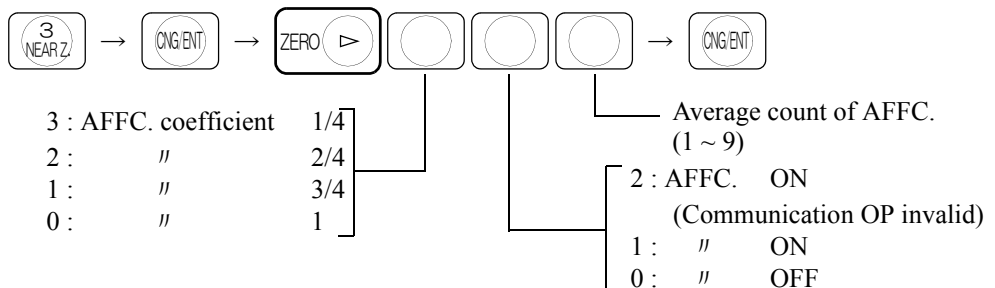 3 NEAR Z. → CNG/ENT → ZERO ▷ → CNG/ENT
3 : AFFC. coefficient 1/4
2 : 〃 2/4
1 : 〃 3/4
0 : 〃 1
Average count of AFFC.
(1 ~ 9)
2 : AFFC. ON
(Communication OP invalid)
1 : 〃 ON
0 : 〃 OFF